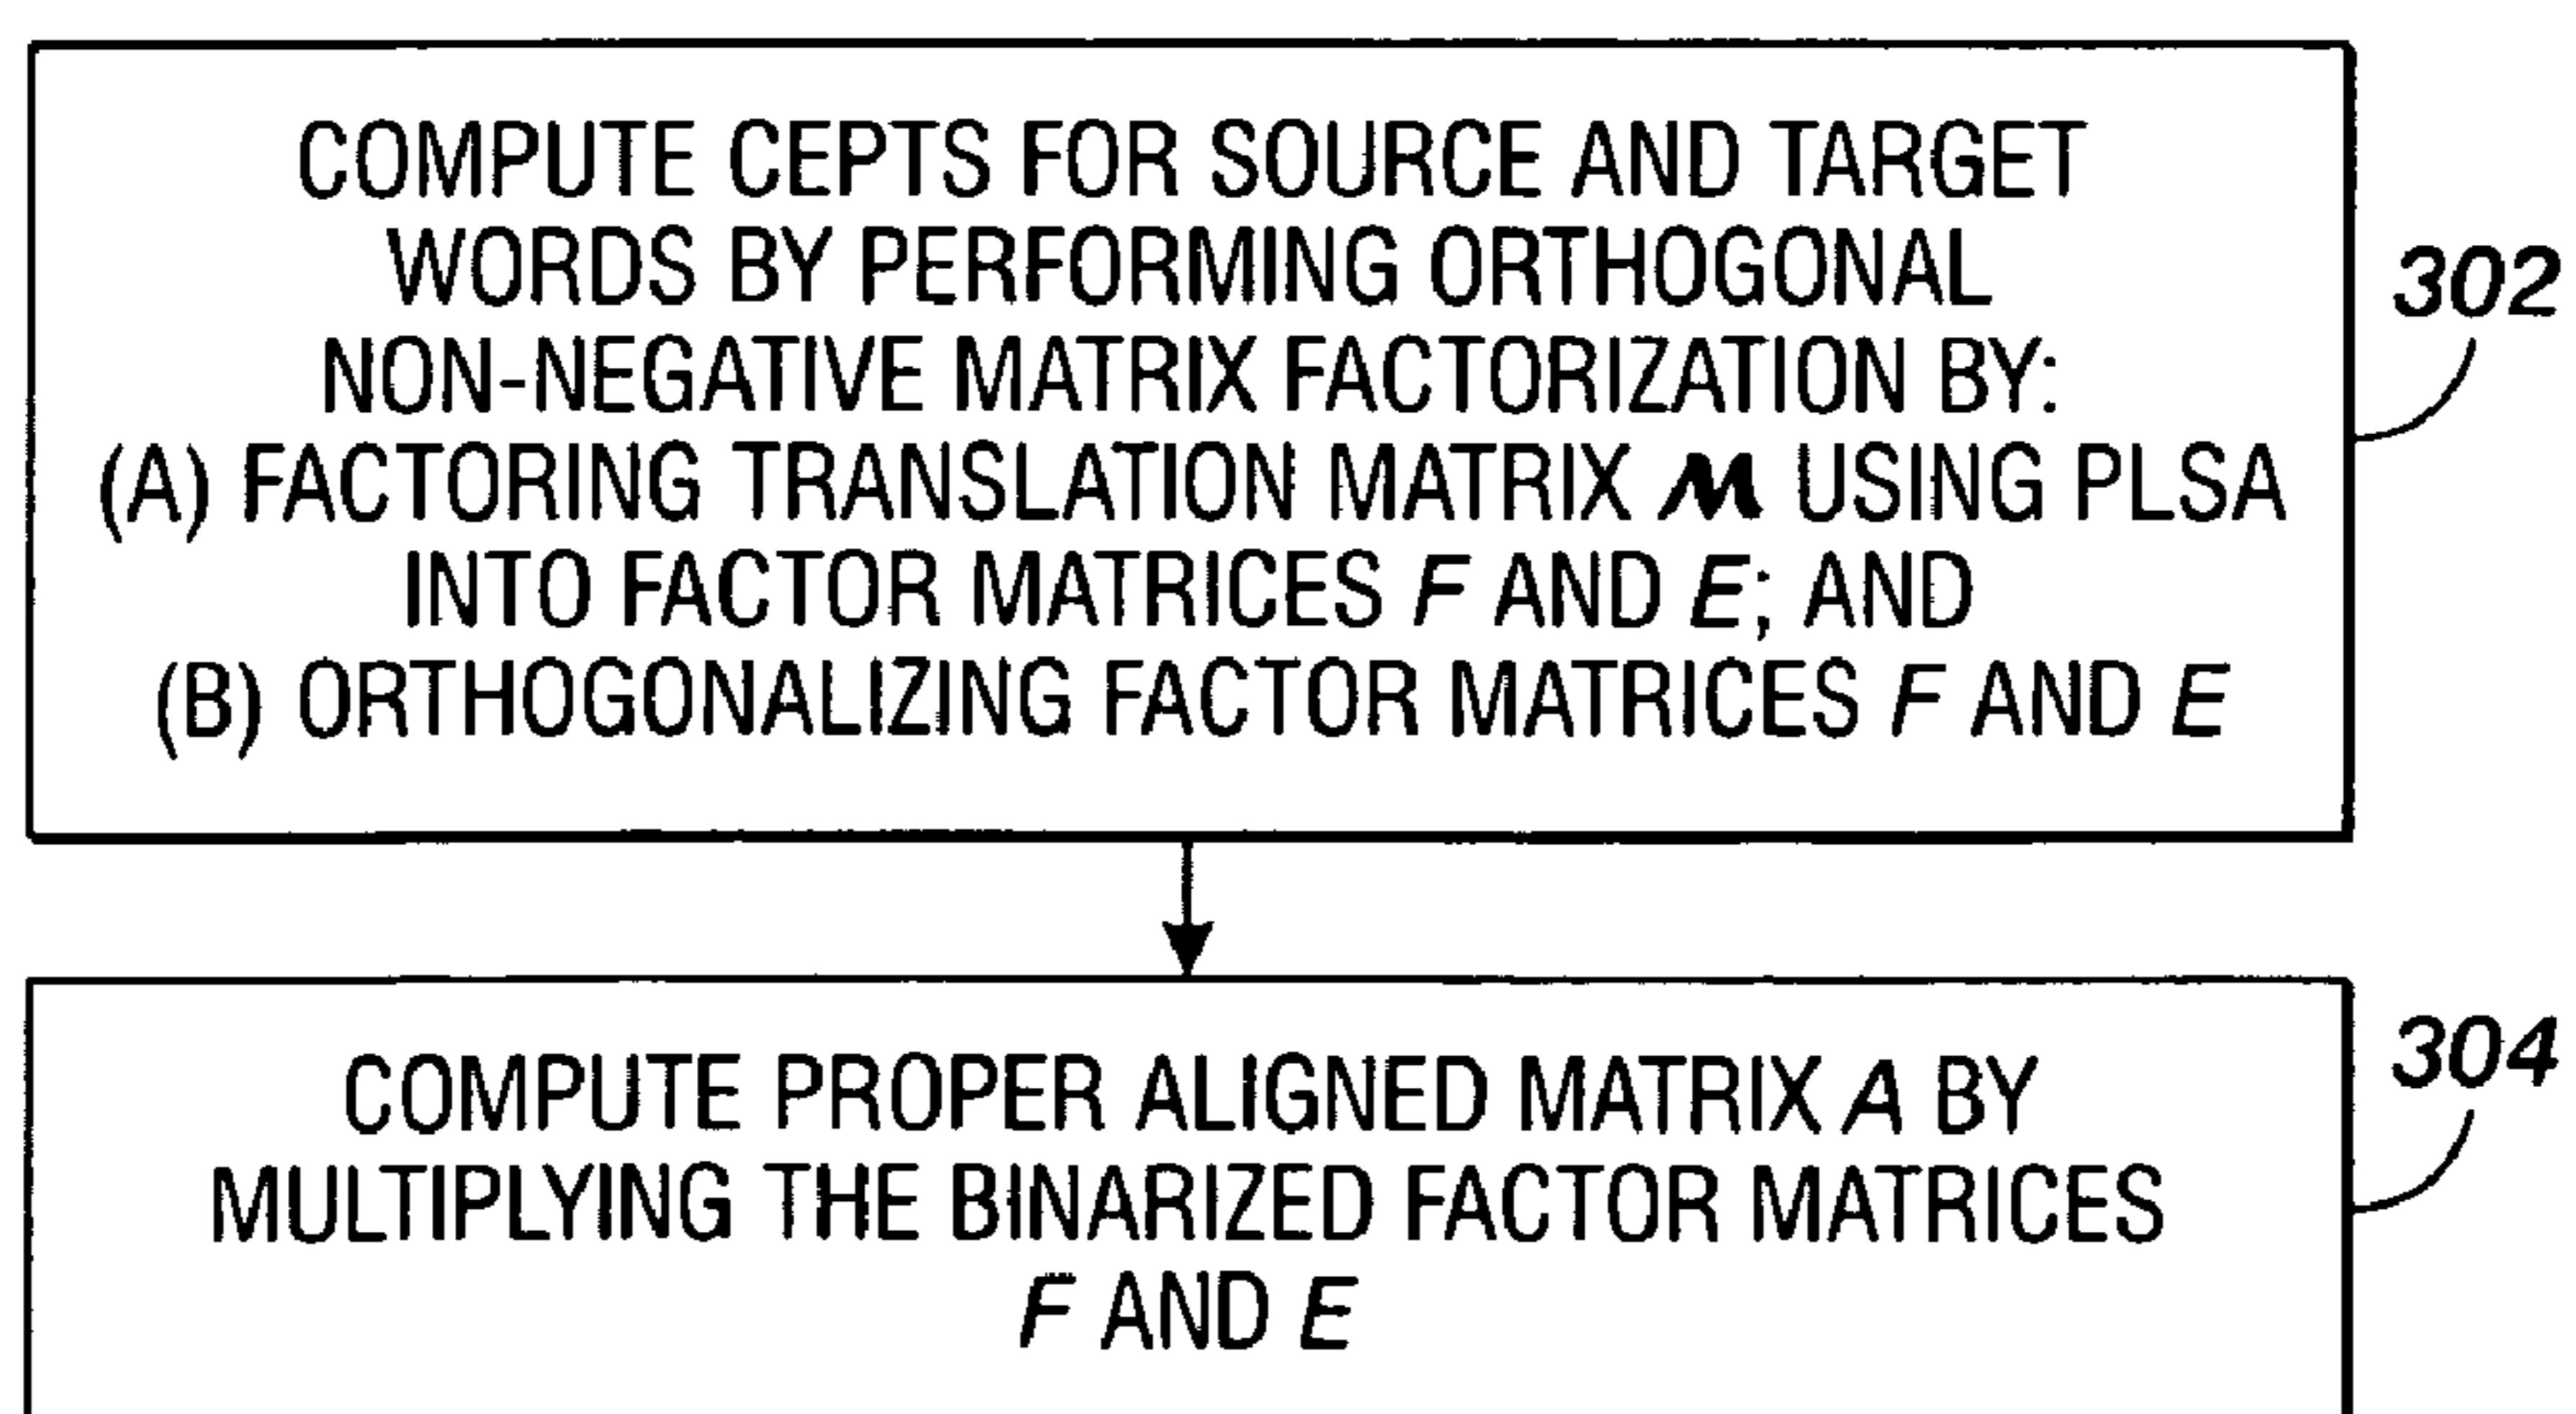 COMPUTE CEPTS FOR SOURCE AND TARGET
WORDS BY PERFORMING ORTHOGONAL
NON-NEGATIVE MATRIX FACTORIZATION BY:
(A) FACTORING TRANSLATION MATRIX M USING PLSA
INTO FACTOR MATRICES F AND E; AND
(B) ORTHOGONALIZING FACTOR MATRICES F AND E
302
COMPUTE PROPER ALIGNED MATRIX A BY
MULTIPLYING THE BINARIZED FACTOR MATRICES
F AND E
304